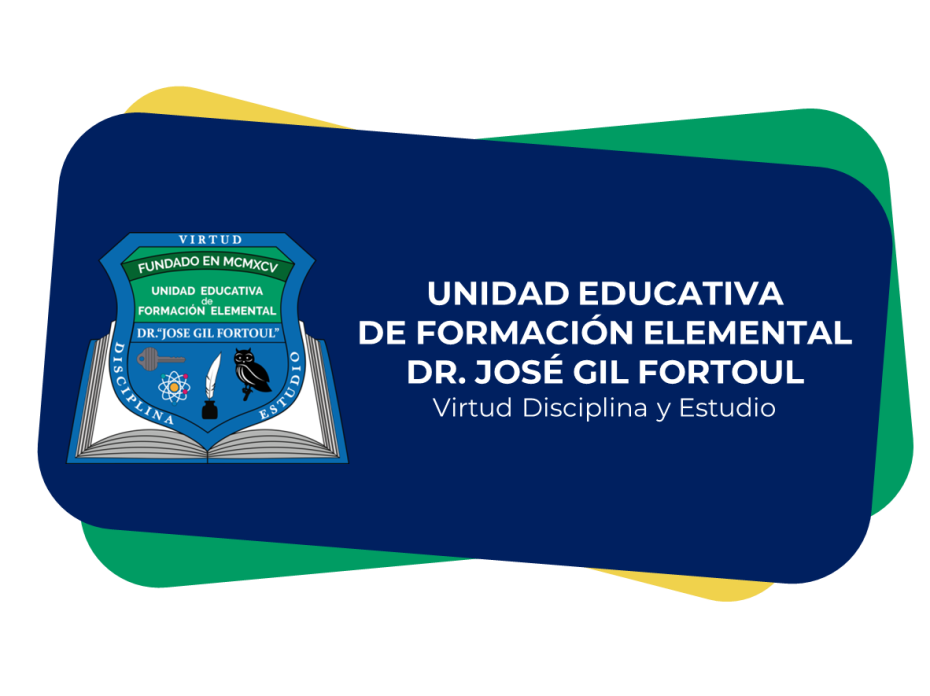 VIRTUD
FUNDADO EN MCMXCV
UNIDAD EDUCATIVA
de
FORMACIÓN ELEMENTAL
DR."JOSE GIL FORTOUL"
DISCIPLINA
ESTUDIO
UNIDAD EDUCATIVA
DE FORMACIÓN ELEMENTAL
DR. JOSÉ GIL FORTOUL
Virtud Disciplina y Estudio